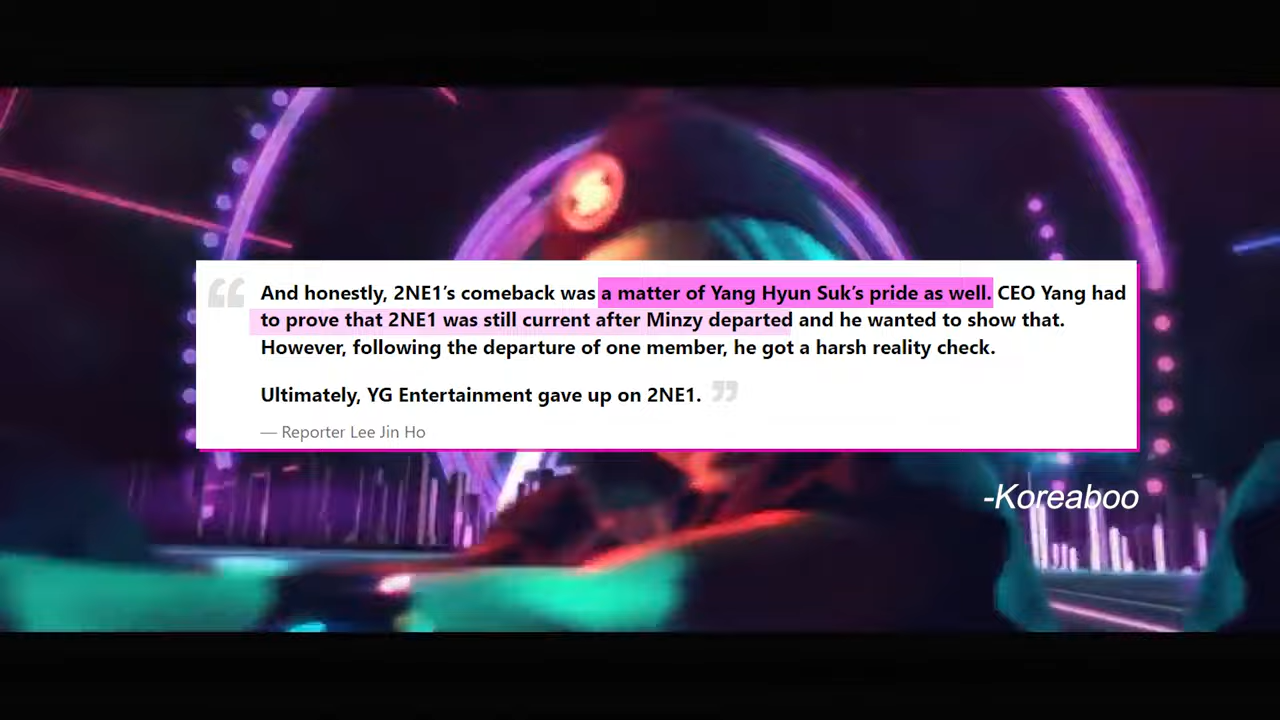 “ And honestly, 2NE1’s comeback was a matter of Yang Hyun Suk’s pride as well. CEO Yang had
to prove that 2NE1 was still current after Minzy departed and he wanted to show that.
However, following the departure of one member, he got a harsh reality check.
Ultimately, YG Entertainment gave up on 2NE1. ”
— Reporter Lee Jin Ho
-Koreaboo